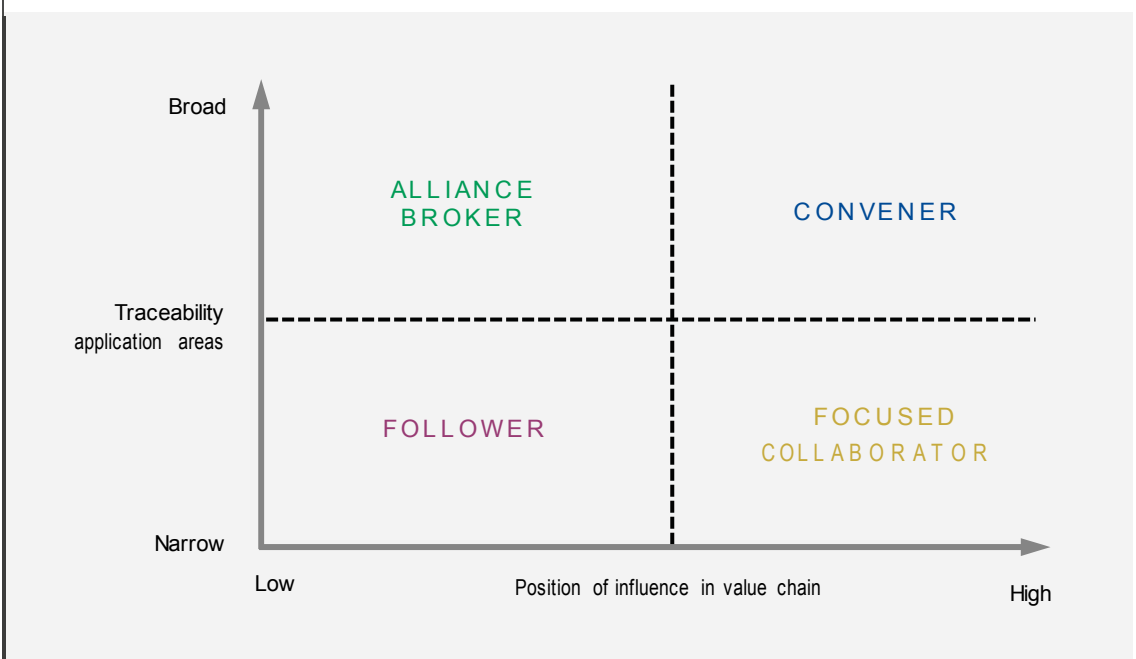 Broad
ALLIANCE
BROKER
CONVENER
Traceability
application areas
FOLLOWER
FOCUSED
COLLABORATOR
Narrow
Low
Position of influence in value chain
High